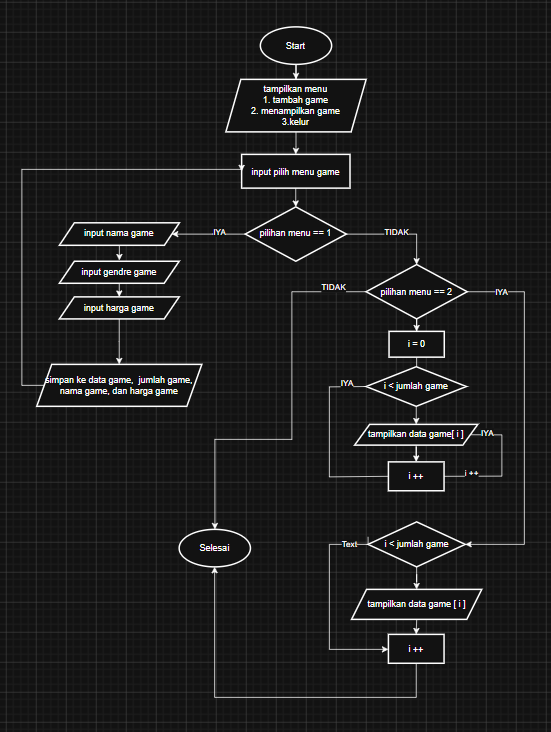 Start
tampilkan menu
1. tambah game
2. menampilkan game
3.kelur
input pilih menu game
pilihan menu == 1
IYA
TIDAK
input nama game
input gendre game
input harga game
simpan ke data game, jumlah game,
nama game, dan harga game
pilihan menu == 2
TIDAK
IYA
i = 0
i < jumlah game
IYA
tampilkan data game[ i ]
IYA
i ++
i ++
Selesai
i < jumlah game
Text
tampilkan data game [ i ]
i ++